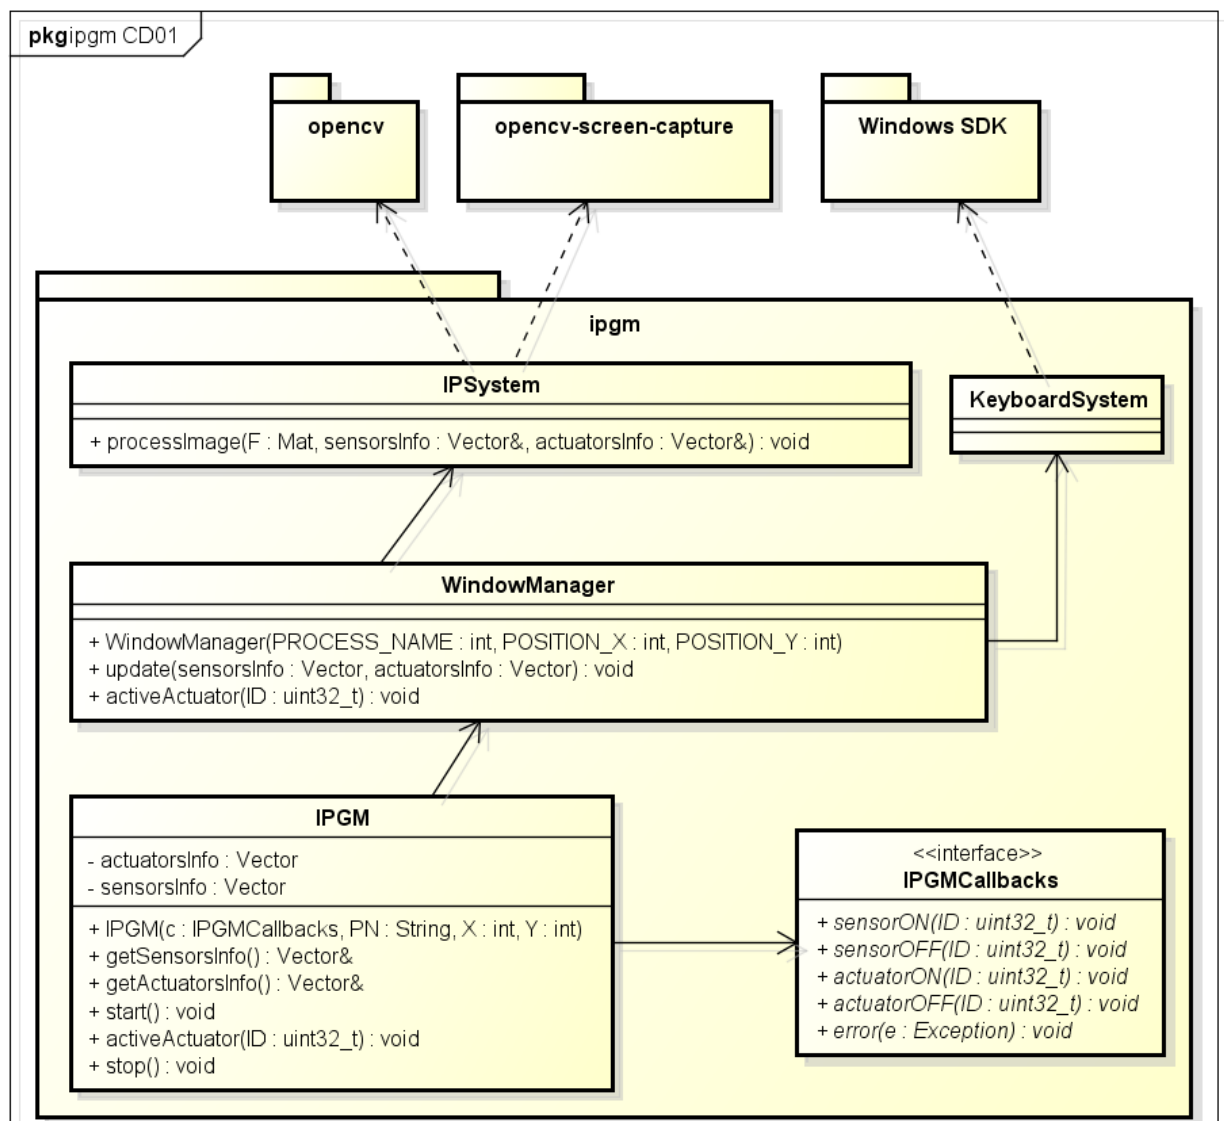 pkgipgm CD01
opencv
opencv-screen-capture
Windows SDK
ipgm
IPSystem
+ processImage(F : Mat, sensorsInfo : Vector&, actuatorsInfo : Vector&) : void
KeyboardSystem
WindowManager
+ WindowManager(PROCESS_NAME : int, POSITION_X : int, POSITION_Y : int)
+ update(sensorsInfo : Vector, actuatorsInfo : Vector) : void
+ activeActuator(ID : uint32_t) : void
IPGM
- actuatorsInfo : Vector
- sensorsInfo : Vector
+ IPGM(c : IPGMCallbacks, PN : String, X : int, Y : int)
+ getSensorsInfo() : Vector&
+ getActuatorsInfo() : Vector&
+ start() : void
+ activeActuator(ID : uint32_t) : void
+ stop() : void
<<interface>>
IPGMCallbacks
+ sensorON(ID : uint32_t) : void
+ sensorOFF(ID : uint32_t) : void
+ actuatorON(ID : uint32_t) : void
+ actuatorOFF(ID : uint32_t) : void
+ error(e : Exception) : void